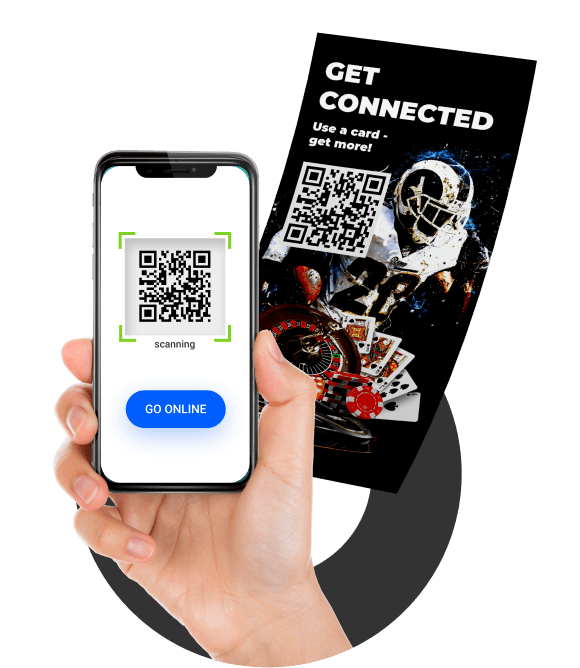 GET
CONNECTED
Use a card -
get more!
scanning
GO ONLINE